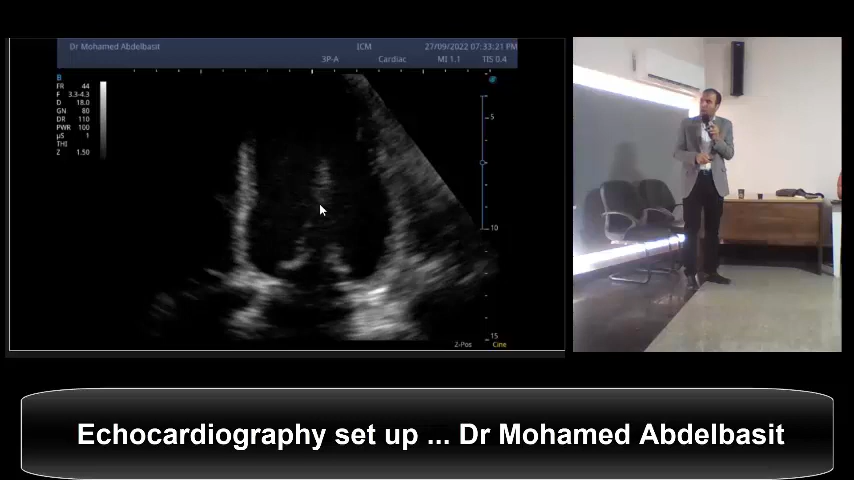 Dr Mohamed Abdelbasit ICM 27/09/2022 07:33:21 PM
3P-A Cardiac MI 1.1 TIS 0.4
B
FR 44
F 3.3-4.3
D 18.0
GN 80
DR 110
PWR 100
µS 1
THI
Z 1.50
5
10
15
Z-Pos Cine
Echocardiography set up ... Dr Mohamed Abdelbasit